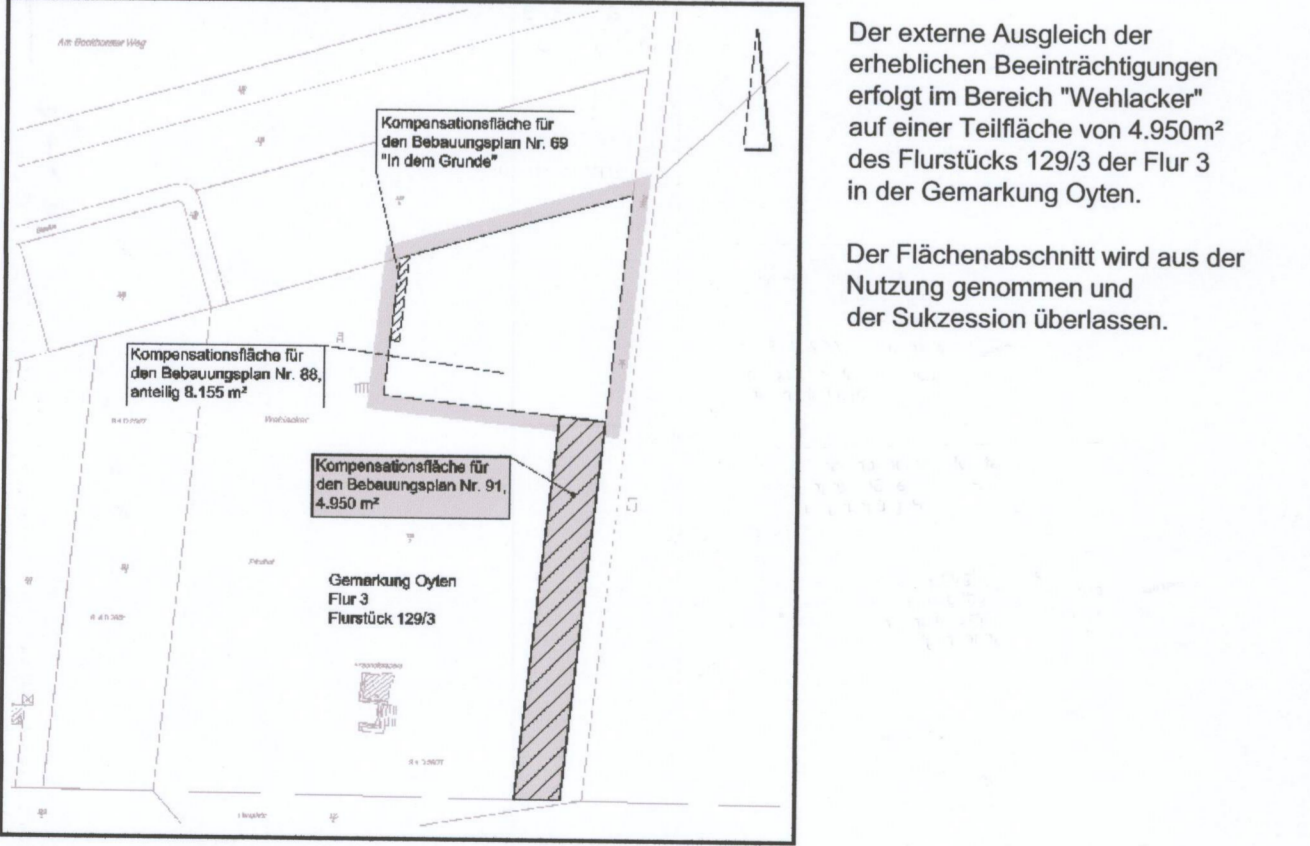 Der externe Ausgleich der
erheblichen Beeinträchtigungen
erfolgt im Bereich "Wehlacker"
auf einer Teilfläche von 4.950m²
des Flurstücks 129/3 der Flur 3
in der Gemarkung Oyten.
Der Flächenabschnitt wird aus der
Nutzung genommen und
der Sukzession überlassen.
Kompensationsfläche für
den Bebauungsplan Nr. 69
"In dem Grunde"
Kompensationsfläche für
den Bebauungsplan Nr. 88,
anteilig 8.155 m²
Wehlacker
Kompensationsfläche für
den Bebauungsplan Nr. 91,
4.950 m²
Gemarkung Oyten
Flur 3
Flurstück 129/3